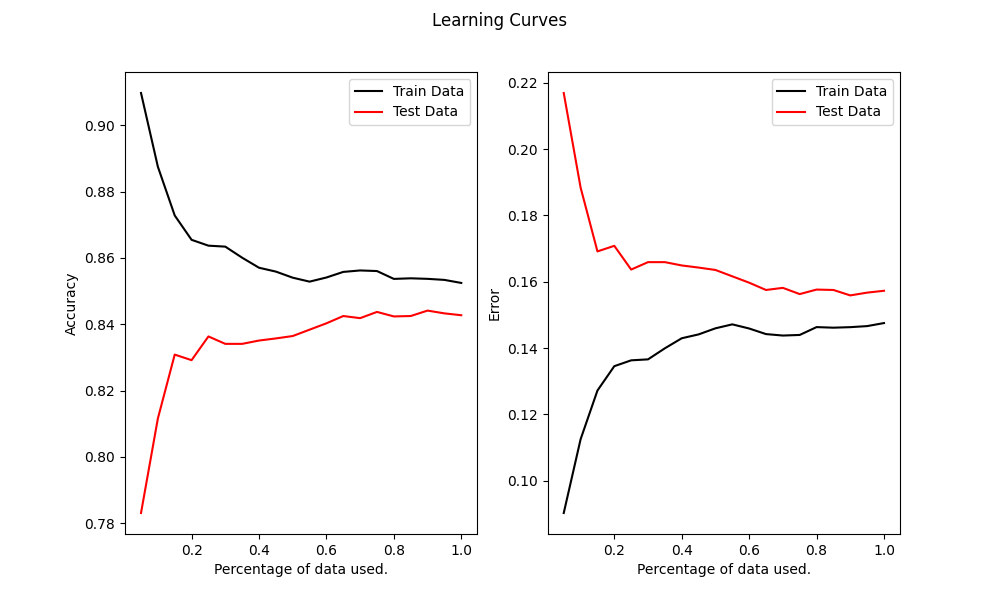 Learning Curves
Train Data
Test Data
Accuracy
0.90
0.88
0.86
0.84
0.82
0.80
0.78
0.2
0.4
0.6
0.8
1.0
Percentage of data used.
Train Data
Test Data
Error
0.22
0.20
0.18
0.16
0.14
0.12
0.10
0.2
0.4
0.6
0.8
1.0
Percentage of data used.